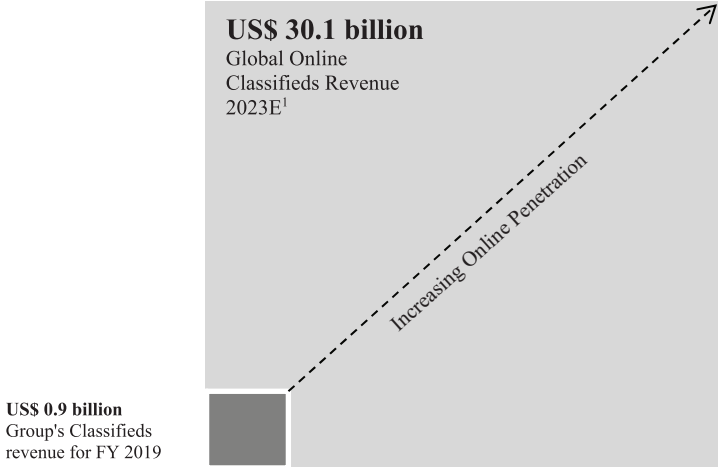 US$ 30.1 billion
Global Online
Classifieds Revenue
2023E¹
Increasing Online Penetration
US$ 0.9 billion
Group's Classifieds
revenue for FY 2019